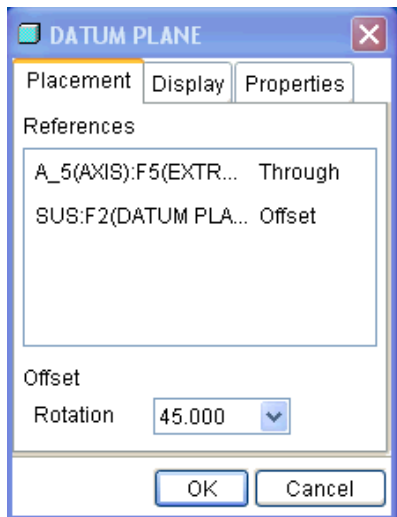 DATUM PLANE
Placement Display Properties
References
A_5(AXIS):F5(EXTR... Through
SUS:F2(DATUM PLA... Offset
Offset
Rotation 45.000
OK Cancel